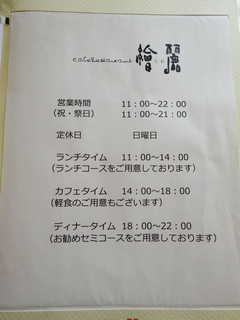 caferestaurant 繪麗
営業時間 11:00～22:00
(祝・祭日) 11:00～21:00
定休日 日曜日
ランチタイム 11:00～14:00
(ランチコースをご用意しております)
カフェタイム 14:00～18:00
(軽食のご用意もございます)
ディナータイム 18:00～22:00
(お勧めセミコースをご用意しております)